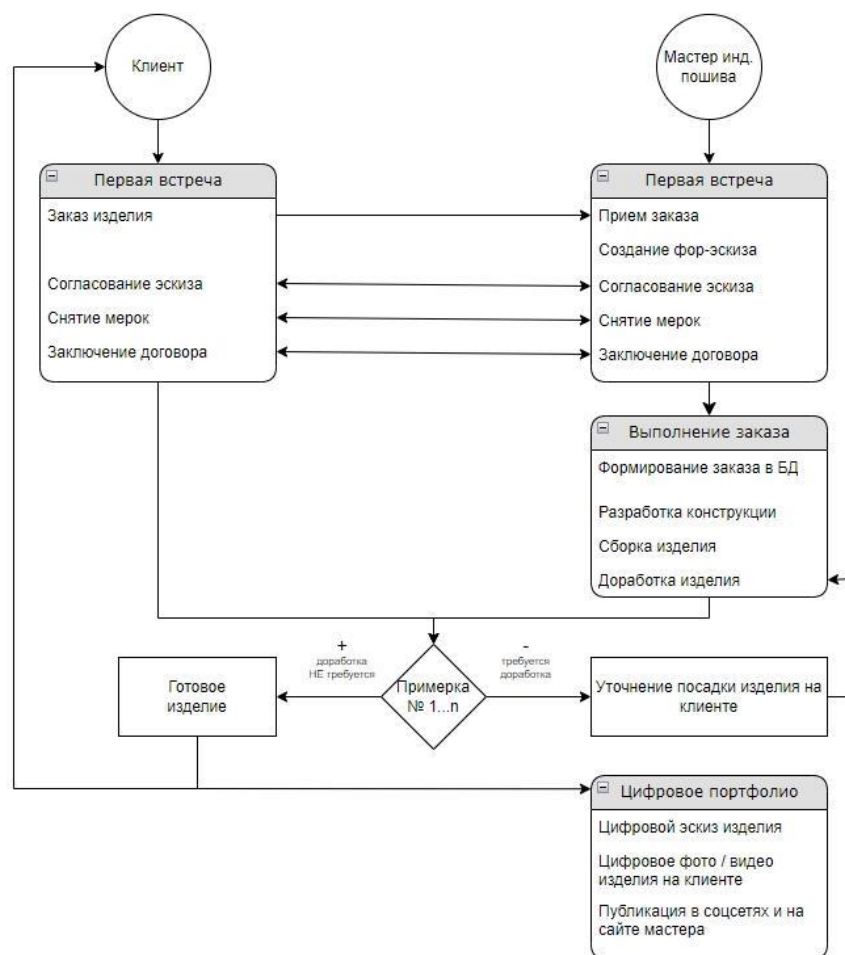 Клиент
Мастер инд.
пошива
Первая встреча
Заказ изделия
Согласование эскиза
Снятие мерок
Заключение договора
Первая встреча
Прием заказа
Создание фор-эскиза
Согласование эскиза
Снятие мерок
Заключение договора
Выполнение заказа
Формирование заказа в БД
Разработка конструкции
Сборка изделия
Доработка изделия
Готовое
изделие
+
доработка
НЕ требуется
Примерка
№ 1...n
-
требуется
доработка
Уточнение посадки изделия на
клиенте
Цифровое портфолио
Цифровой эскиз изделия
Цифровое фото / видео
изделия на клиенте
Публикация в соцсетях и на
сайте мастера